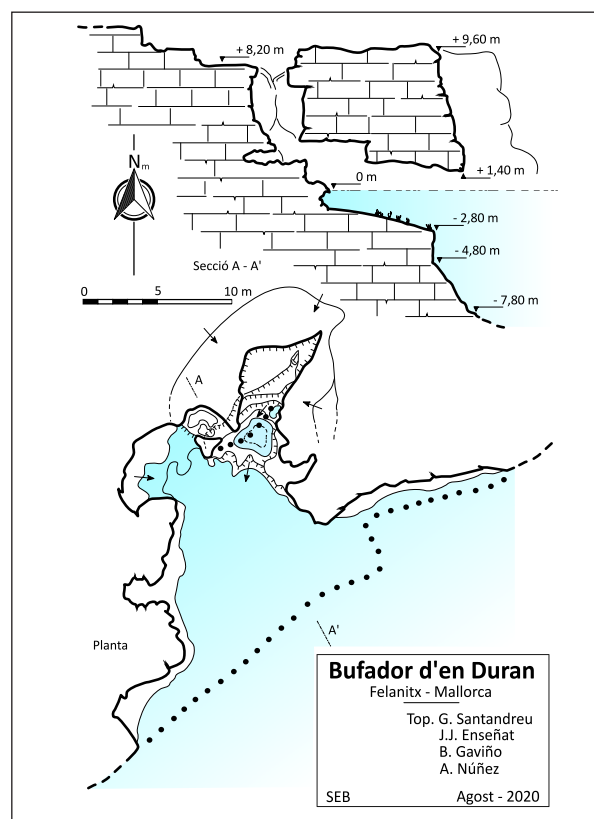 + 8,20 m
+ 9,60 m
Nm
+ 1,40 m
0 m
- 2,80 m
- 4,80 m
- 7,80 m
Secció A - A'
0 5 10 m
A
A'
Planta
Bufador d'en Duran
Felanitx - Mallorca
Top. G. Santandreu
J.J. Enseñat
B. Gaviño
A. Núñez
SEB Agost - 2020